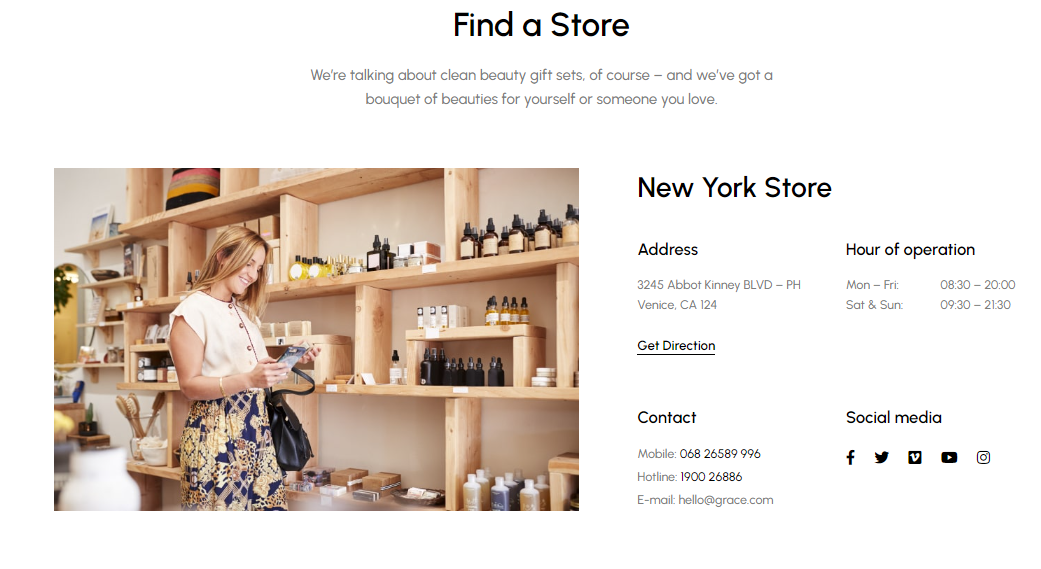 Find a Store
We're talking about clean beauty gift sets, of course – and we've got a
bouquet of beauties for yourself or someone you love.
New York Store
Address
3245 Abbot Kinney BLVD – PH
Venice, CA 124
Get Direction
Hour of operation
Mon – Fri: 08:30 – 20:00
Sat & Sun: 09:30 – 21:30
Contact
Mobile: 068 26589 996
Hotline: 1900 26886
E-mail: hello@grace.com
Social media